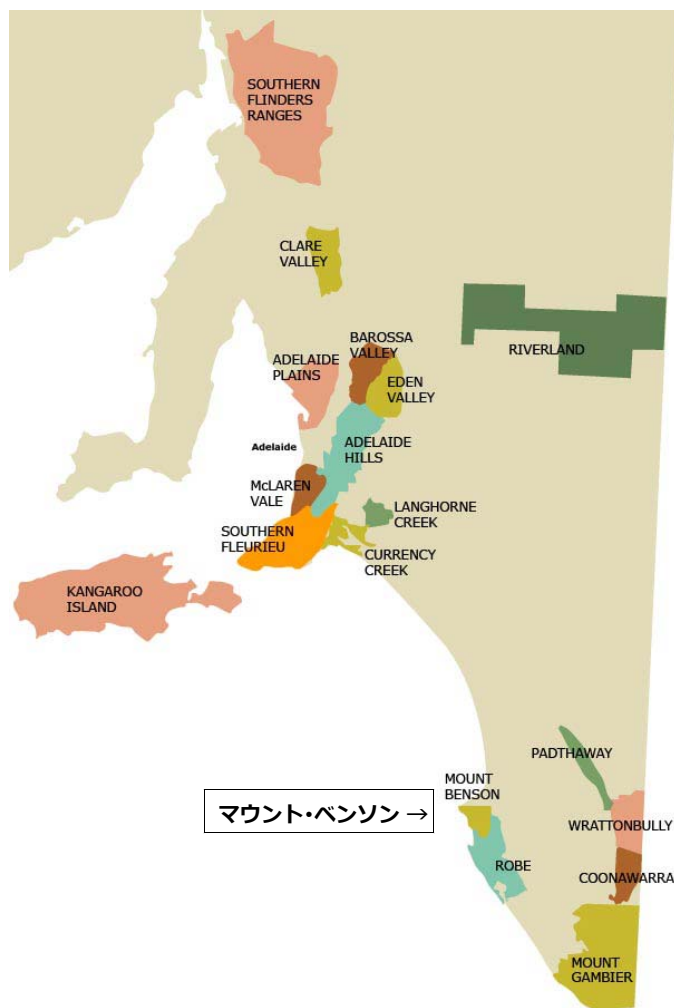 SOUTHERN
FLINDERS
RANGES
CLARE
VALLEY
BAROSSA
VALLEY
RIVERLAND
ADELAIDE
PLAINS
EDEN
VALLEY
Adelaide
ADELAIDE
HILLS
McLAREN
VALE
LANGHORNE
CREEK
SOUTHERN
FLEURIEU
CURRENCY
CREEK
KANGAROO
ISLAND
PADTHAWAY
MOUNT
BENSON
マウント・ベンソン →
WRATTONBULLY
ROBE
COONAWARRA
MOUNT
GAMBIER